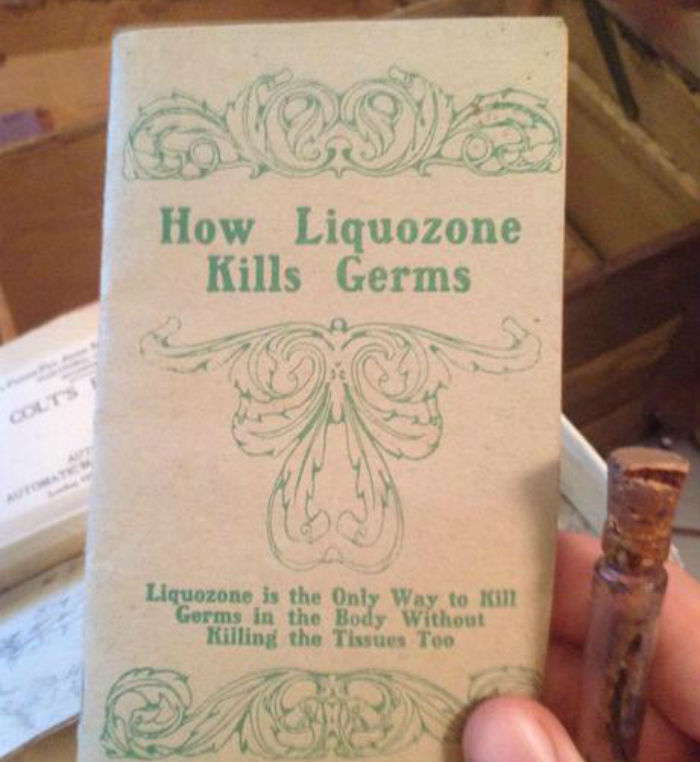 How Liquozone
Kills Germs
Liquozone is the Only Way to Kill
Germs in the Body Without
Killing the Tissues Too
COLT'S